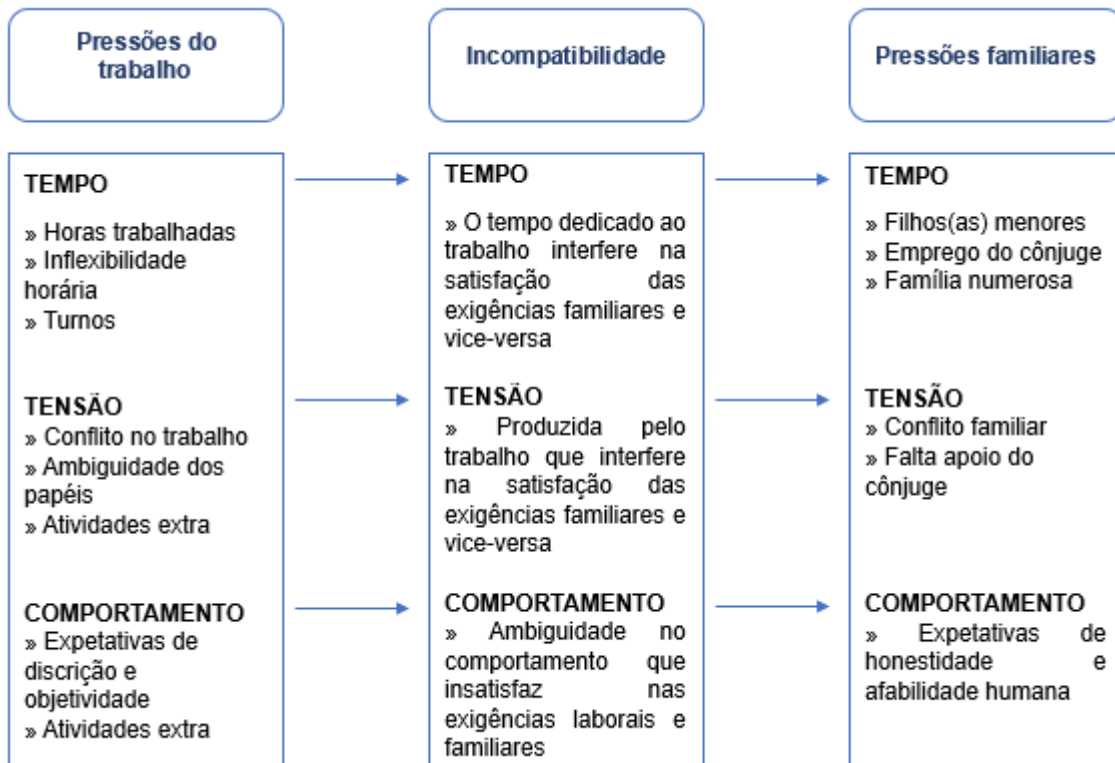 Pressões do
trabalho
Incompatibilidade
Pressões familiares
TEMPO
» Horas trabalhadas
» Inflexibilidade
horária
» Turnos
TENSÃO
» Conflito no trabalho
» Ambiguidade dos
papéis
» Atividades extra
COMPORTAMENTO
» Expetativas de
discrição e
objetividade
» Atividades extra
TEMPO
» O tempo dedicado ao
trabalho interfere na
satisfação das
exigências familiares e
vice-versa
TENSÃO
» Produzida pelo
trabalho que interfere
na satisfação das
exigências familiares e
vice-versa
COMPORTAMENTO
» Ambiguidade no
comportamento que
insatisfaz nas
exigências laborais e
familiares
TEMPO
» Filhos(as) menores
» Emprego do cônjuge
» Família numerosa
TENSÃO
» Conflito familiar
» Falta apoio do
cônjuge
COMPORTAMENTO
» Expetativas de
honestidade e
afabilidade humana